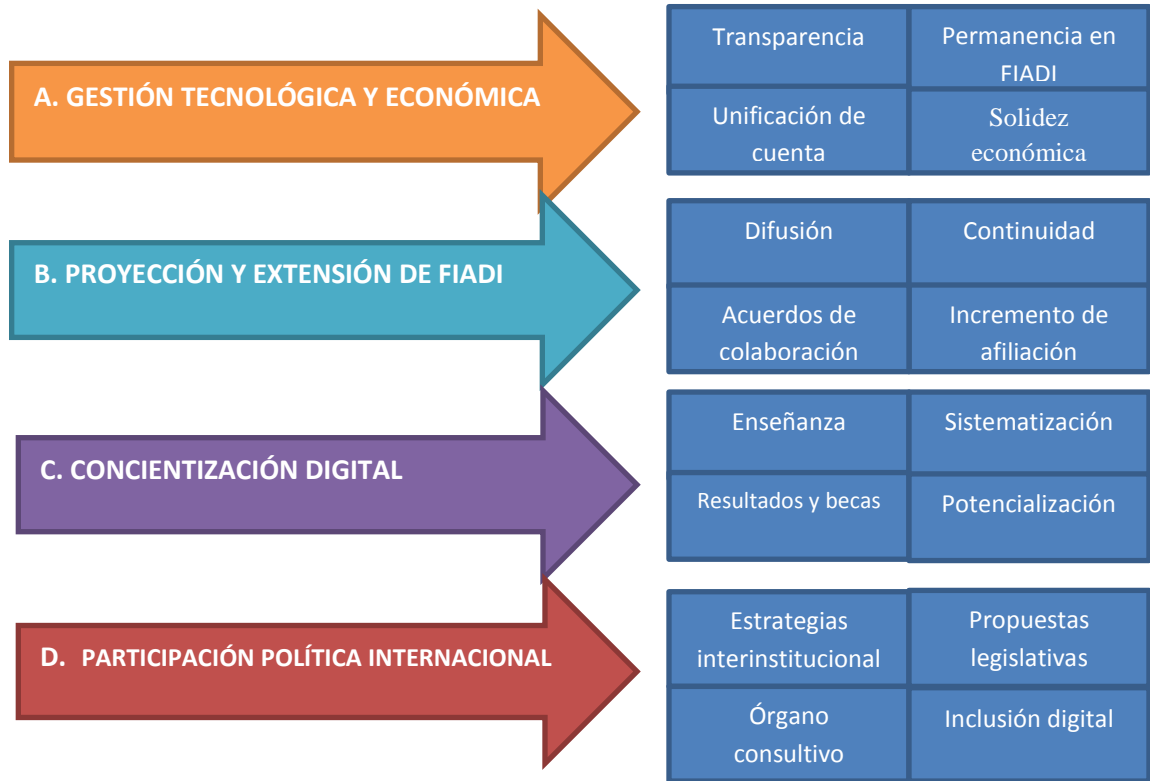 A. GESTIÓN TECNOLÓGICA Y ECONÓMICA
Transparencia
Permanencia en
FIADI
Unificación de
cuenta
Solidez
económica
B. PROYECCIÓN Y EXTENSIÓN DE FIADI
Difusión
Continuidad
Acuerdos de
colaboración
Incremento de
afiliación
C. CONCIENTIZACIÓN DIGITAL
Enseñanza
Sistematización
Resultados y becas
Potencialización
D. PARTICIPACIÓN POLÍTICA INTERNACIONAL
Estrategias
interinstitucional
Propuestas
legislativas
Órgano
consultivo
Inclusión digital